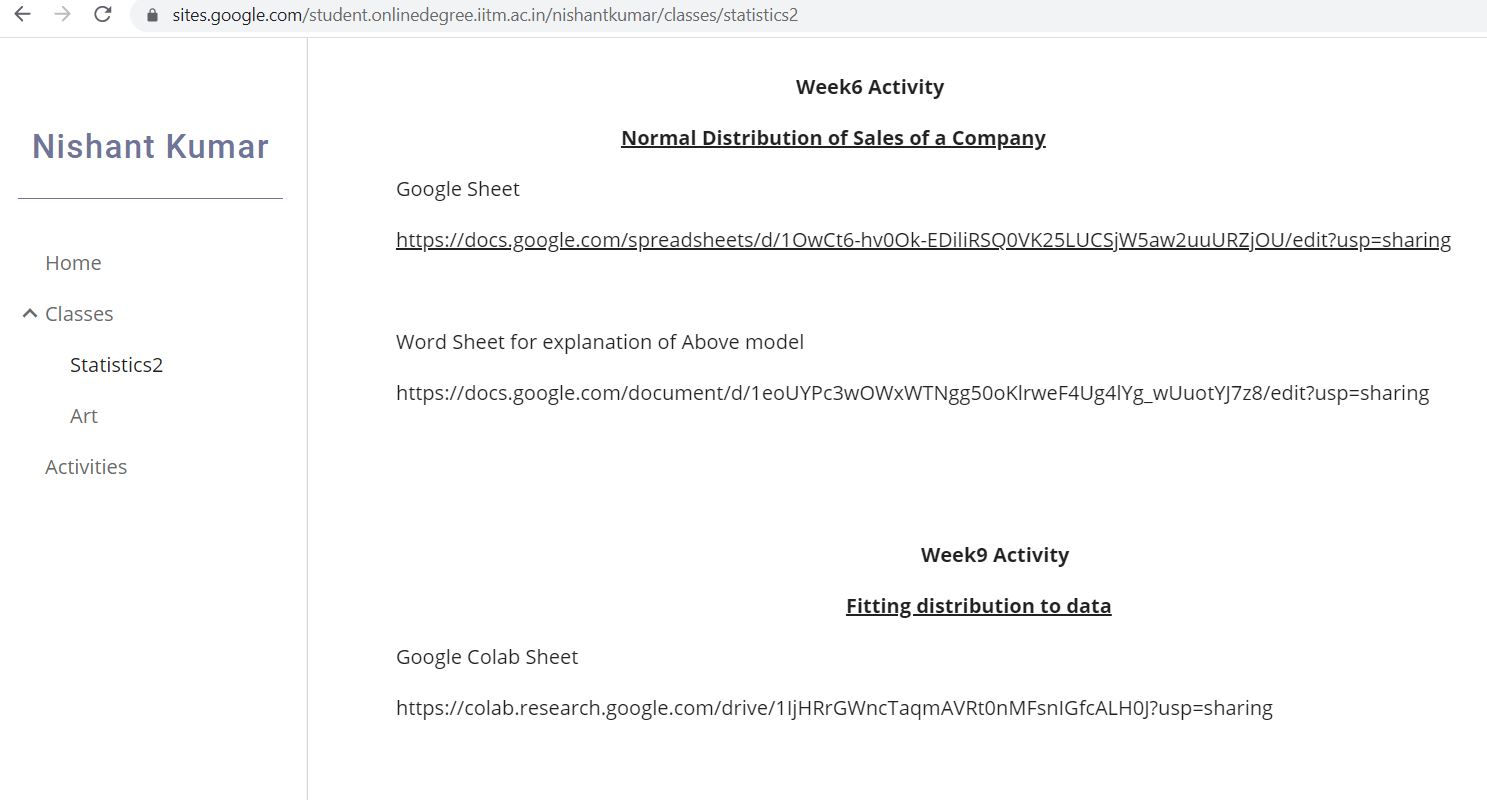 sites.google.com/student.onlinedegree.iitm.ac.in/nishantkumar/classes/statistics2
Nishant Kumar
Home
Classes
Statistics2
Art
Activities
Week6 Activity
Normal Distribution of Sales of a Company
Google Sheet
https://docs.google.com/spreadsheets/d/1OwCt6-hv0Ok-EDiliRSQ0VK25LUCSjW5aw2uuURZjOU/edit?usp=sharing
Word Sheet for explanation of Above model
https://docs.google.com/document/d/1eoUYPc3wOWxWTNgg50oKlrweF4Ug4lYg_wUuotYJ7z8/edit?usp=sharing
Week9 Activity
Fitting distribution to data
Google Colab Sheet
https://colab.research.google.com/drive/1IjHRrGWncTaqmAVRt0nMFsnIGfcALH0J?usp=sharing